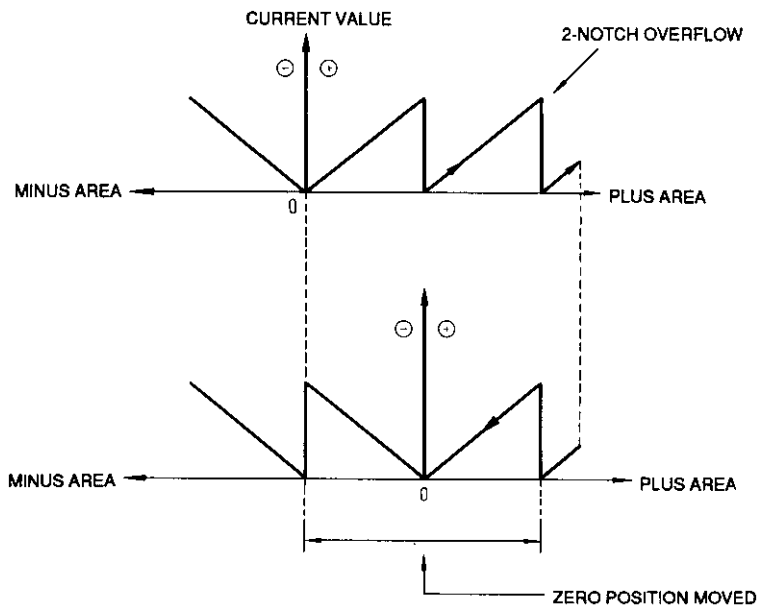 CURRENT VALUE
2-NOTCH OVERFLOW
− +
MINUS AREA
0
PLUS AREA
− +
MINUS AREA
0
PLUS AREA
ZERO POSITION MOVED